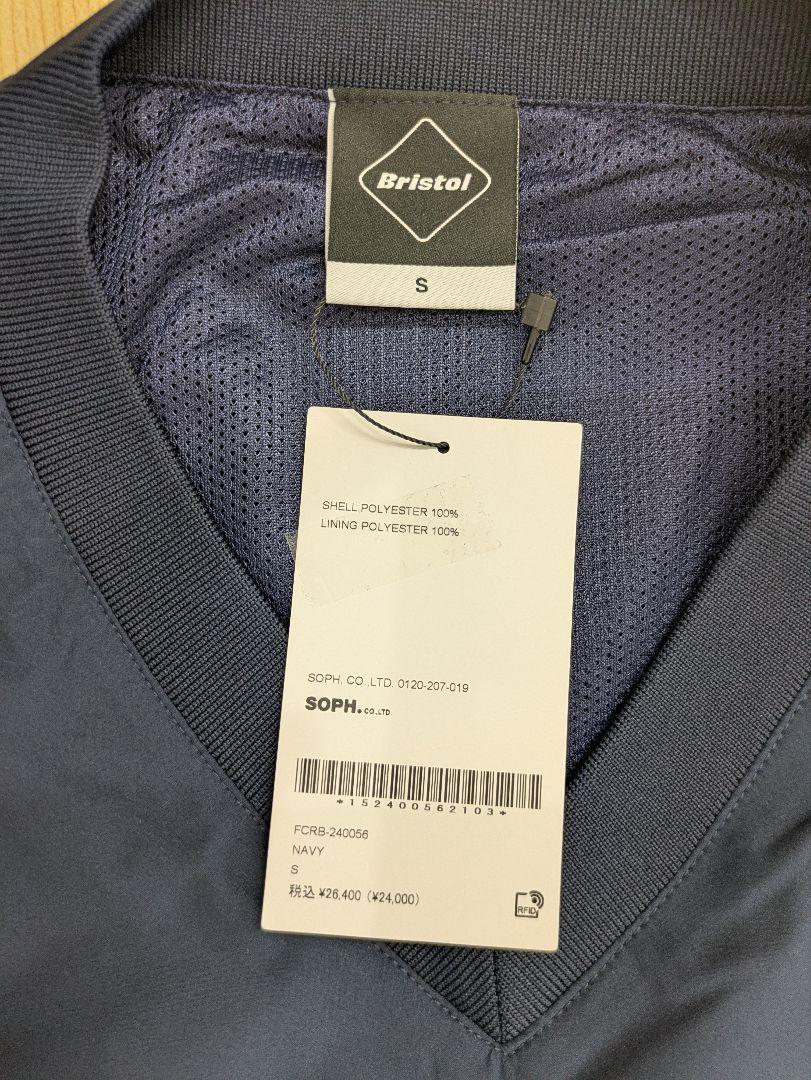 Bristol
S
SHELL POLYESTER 100%
LINING POLYESTER 100%
SOPH. CO.,LTD. 0120-207-019
SOPH.CO.,LTD.
*152400562103*
FCRB-240056
NAVY
S
税込 ¥26,400 (¥24,000)
RFID